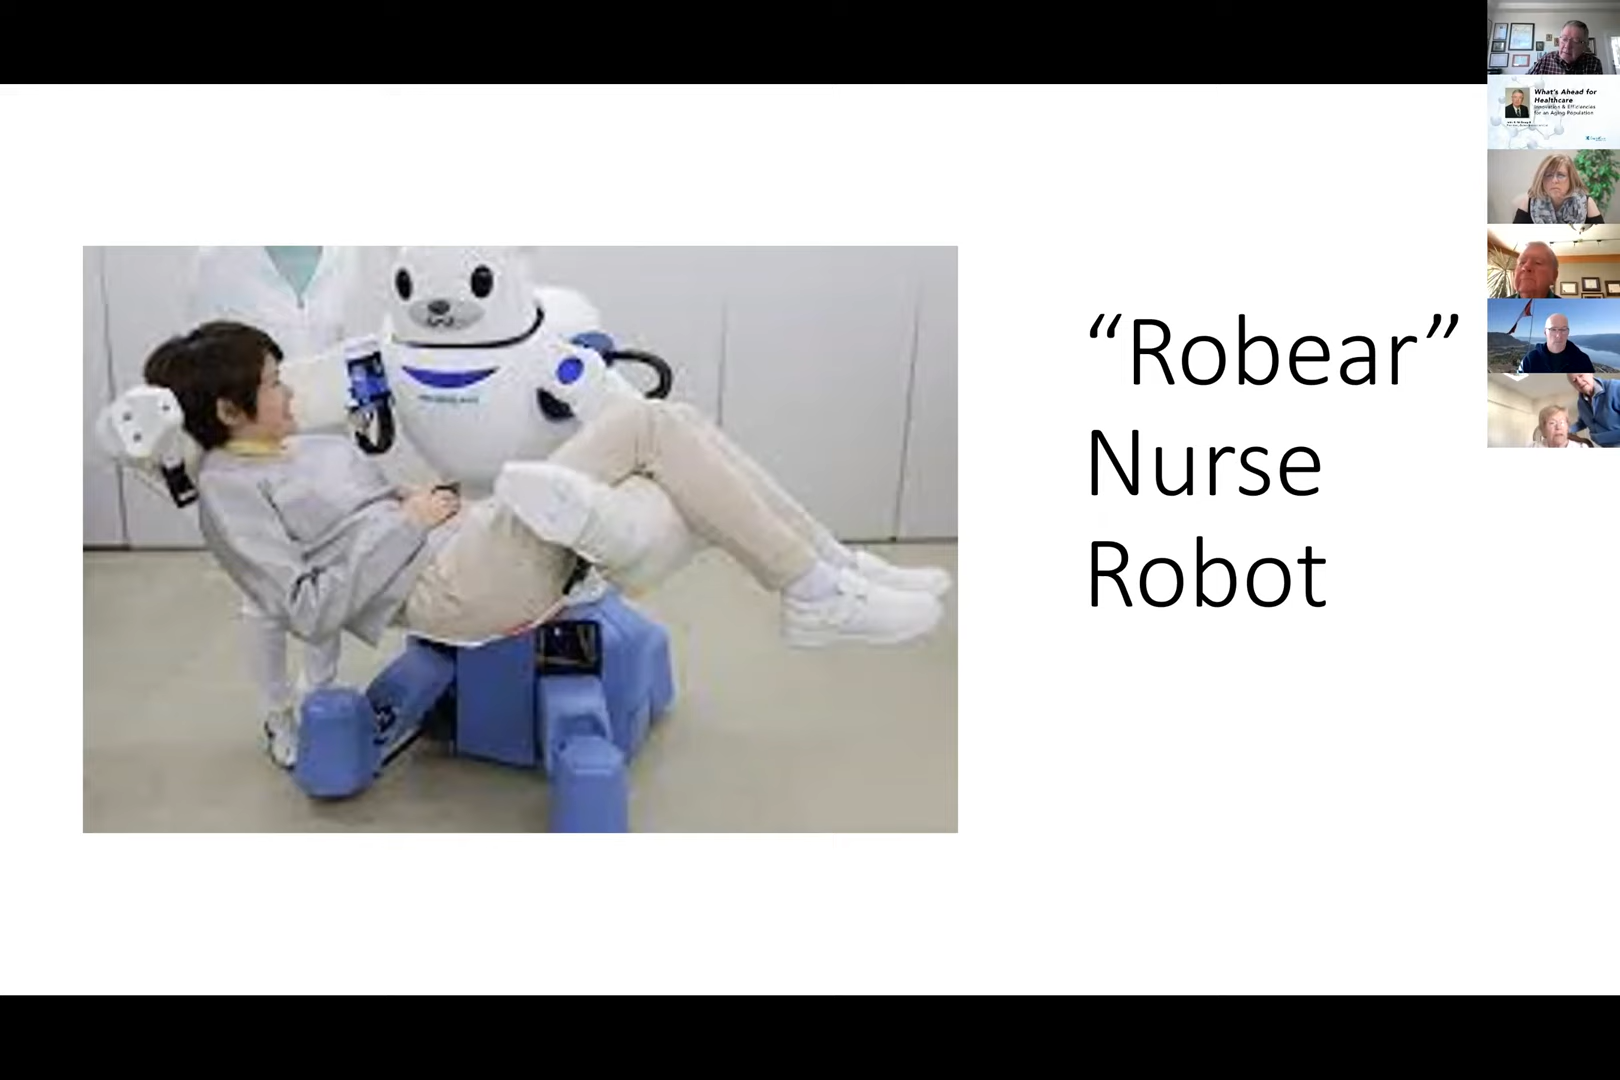 “Robear”
Nurse
Robot
What's Ahead for
Healthcare
Innovation & Efficiencies
for an Aging Population